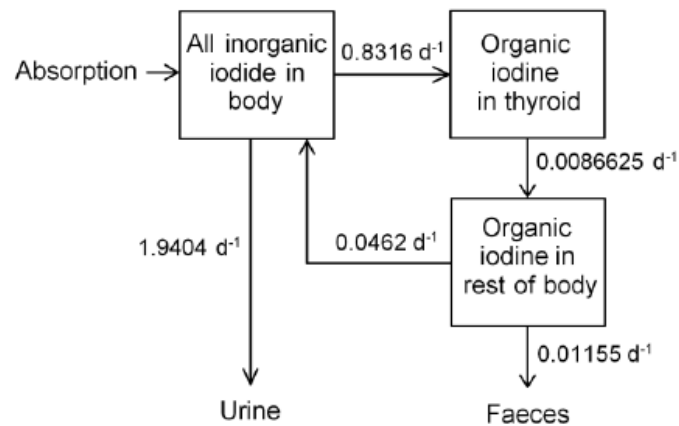 All inorganic
iodide in
body
Absorption
0.8316 d⁻¹
Organic
iodine
in thyroid
0.0086625 d⁻¹
1.9404 d⁻¹
0.0462 d⁻¹
Organic
iodine in
rest of body
0.01155 d⁻¹
Urine
Faeces